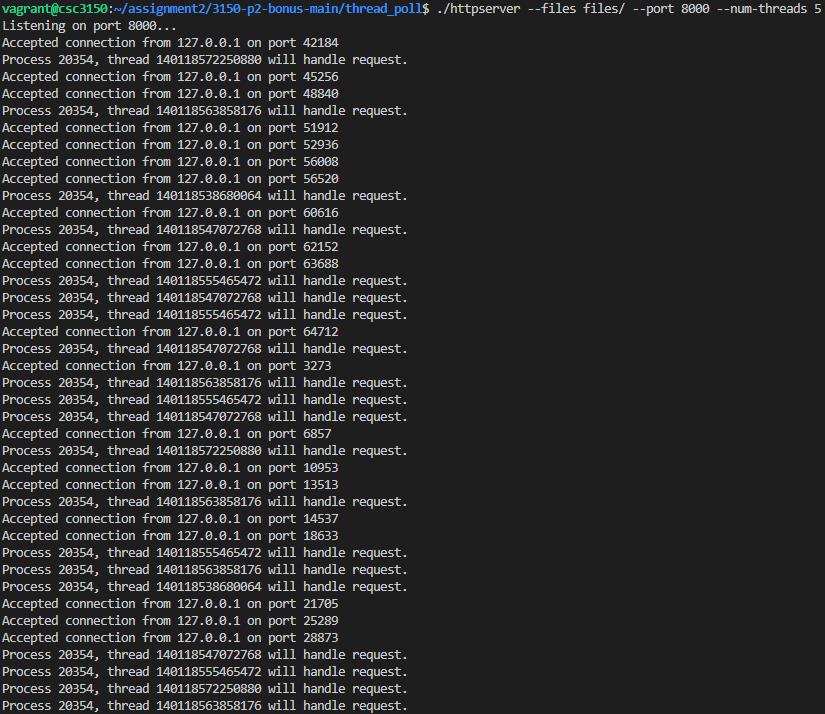 vagrant@csc3150:~/assignment2/3150-p2-bonus-main/thread_poll$ ./httpserver --files files/ --port 8000 --num-threads 5
Listening on port 8000...
Accepted connection from 127.0.0.1 on port 42184
Process 20354, thread 140118572250880 will handle request.
Accepted connection from 127.0.0.1 on port 45256
Accepted connection from 127.0.0.1 on port 48840
Process 20354, thread 140118563858176 will handle request.
Accepted connection from 127.0.0.1 on port 51912
Accepted connection from 127.0.0.1 on port 52936
Accepted connection from 127.0.0.1 on port 56008
Accepted connection from 127.0.0.1 on port 56520
Process 20354, thread 140118538680064 will handle request.
Accepted connection from 127.0.0.1 on port 60616
Process 20354, thread 140118547072768 will handle request.
Accepted connection from 127.0.0.1 on port 62152
Accepted connection from 127.0.0.1 on port 63688
Process 20354, thread 140118555465472 will handle request.
Process 20354, thread 140118547072768 will handle request.
Process 20354, thread 140118555465472 will handle request.
Accepted connection from 127.0.0.1 on port 64712
Process 20354, thread 140118547072768 will handle request.
Accepted connection from 127.0.0.1 on port 3273
Process 20354, thread 140118563858176 will handle request.
Process 20354, thread 140118555465472 will handle request.
Process 20354, thread 140118547072768 will handle request.
Accepted connection from 127.0.0.1 on port 6857
Process 20354, thread 140118572250880 will handle request.
Accepted connection from 127.0.0.1 on port 10953
Accepted connection from 127.0.0.1 on port 13513
Process 20354, thread 140118563858176 will handle request.
Accepted connection from 127.0.0.1 on port 14537
Accepted connection from 127.0.0.1 on port 18633
Process 20354, thread 140118555465472 will handle request.
Process 20354, thread 140118563858176 will handle request.
Process 20354, thread 140118538680064 will handle request.
Accepted connection from 127.0.0.1 on port 21705
Accepted connection from 127.0.0.1 on port 25289
Accepted connection from 127.0.0.1 on port 28873
Process 20354, thread 140118547072768 will handle request.
Process 20354, thread 140118555465472 will handle request.
Process 20354, thread 140118572250880 will handle request.
Process 20354, thread 140118563858176 will handle request.